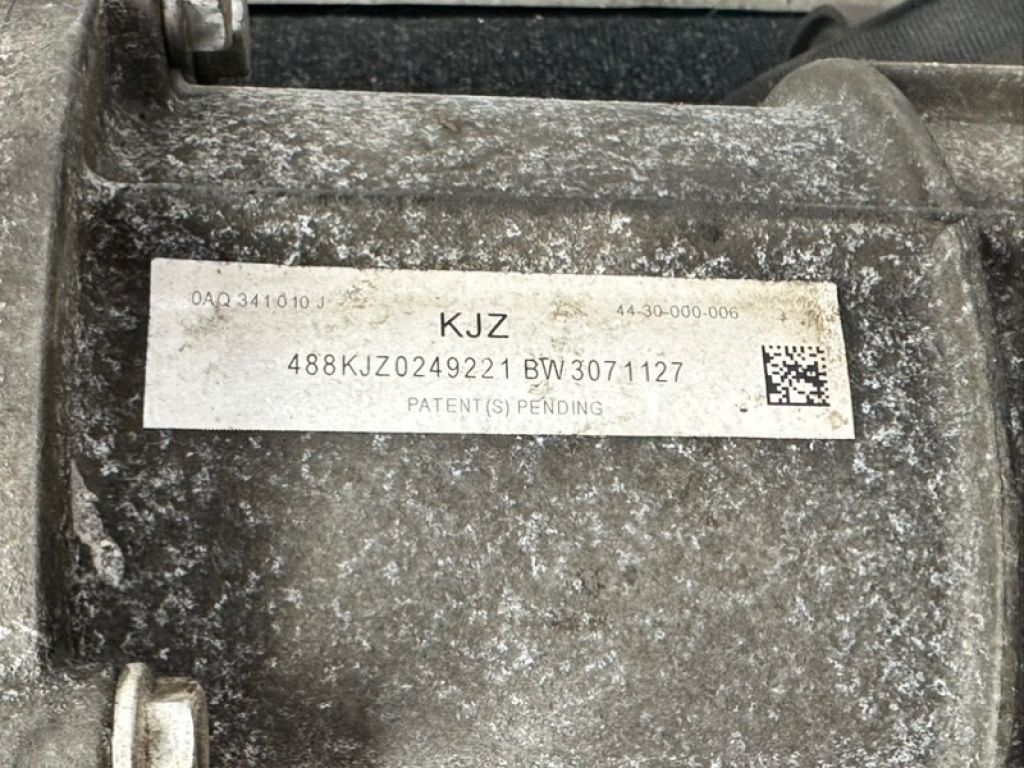 0AQ 341 010 J 44-30-000-006
KJZ
488KJZ0249221 BW3071127
PATENT(S) PENDING